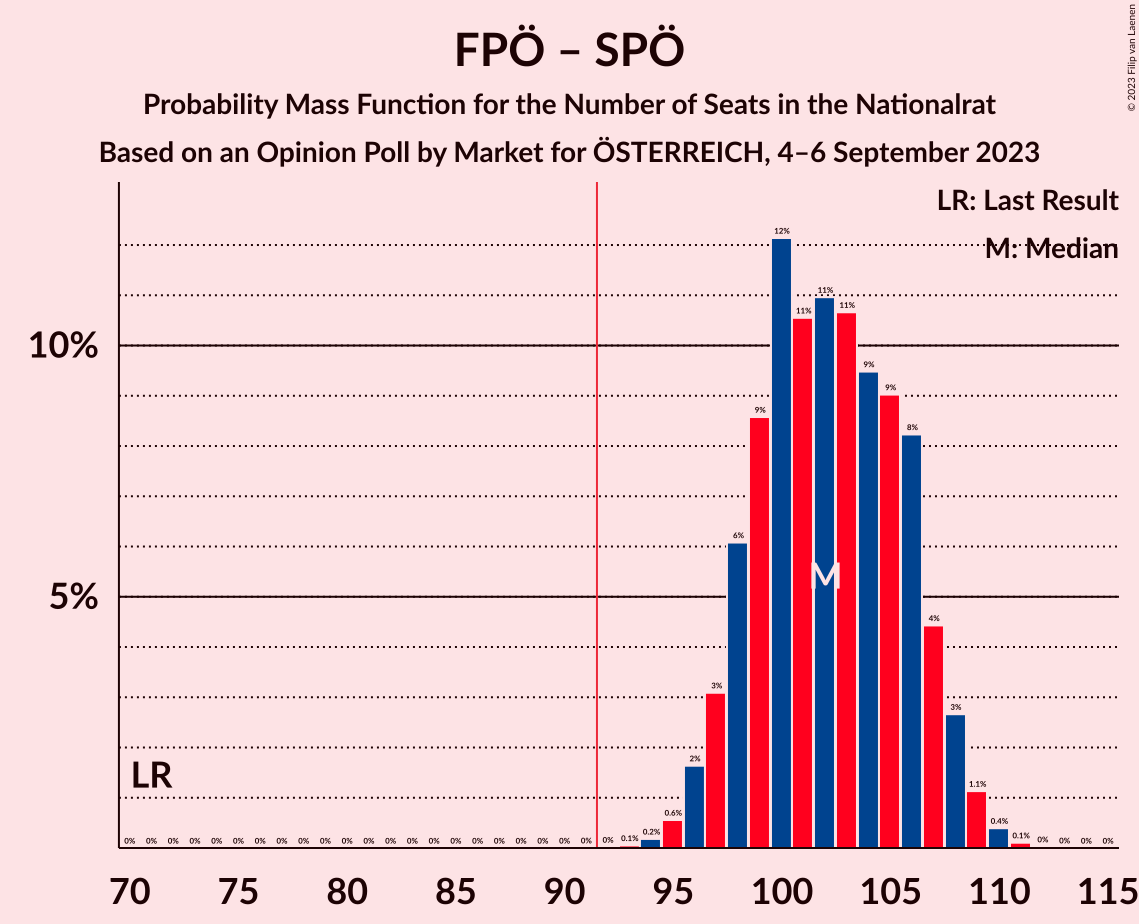 FPÖ – SPÖ
Probability Mass Function for the Number of Seats in the Nationalrat
Based on an Opinion Poll by Market for ÖSTERREICH, 4–6 September 2023
© 2023 Filip van Laenen
LR: Last Result
M: Median
10%
5%
LR
M
0% 0% 0% 0% 0% 0% 0% 0% 0% 0% 0% 0% 0% 0% 0% 0% 0% 0% 0% 0% 0% 0% 0% 0.1% 0.2% 0.6% 2% 3% 6% 9% 12% 11% 11% 11% 9% 9% 8% 4% 3% 1.1% 0.4% 0.1% 0% 0% 0% 0%
70 75 80 85 90 95 100 105 110 115